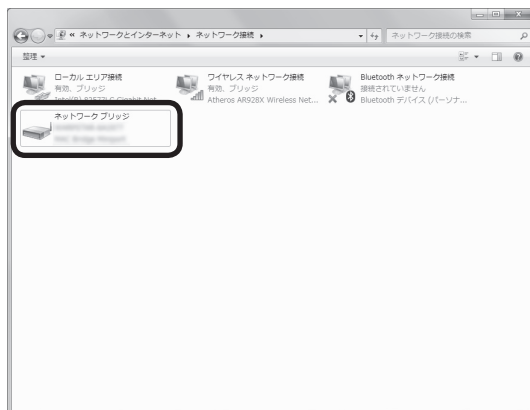 « ネットワークとインターネット ▸ ネットワーク接続 ▸
ネットワーク接続の検索
整理 ▾
ローカル エリア接続
有効、ブリッジ
ワイヤレス ネットワーク接続
有効、ブリッジ
Atheros AR928X Wireless Net...
Bluetooth ネットワーク接続
接続されていません
Bluetooth デバイス (パーソナ...
ネットワーク ブリッジ